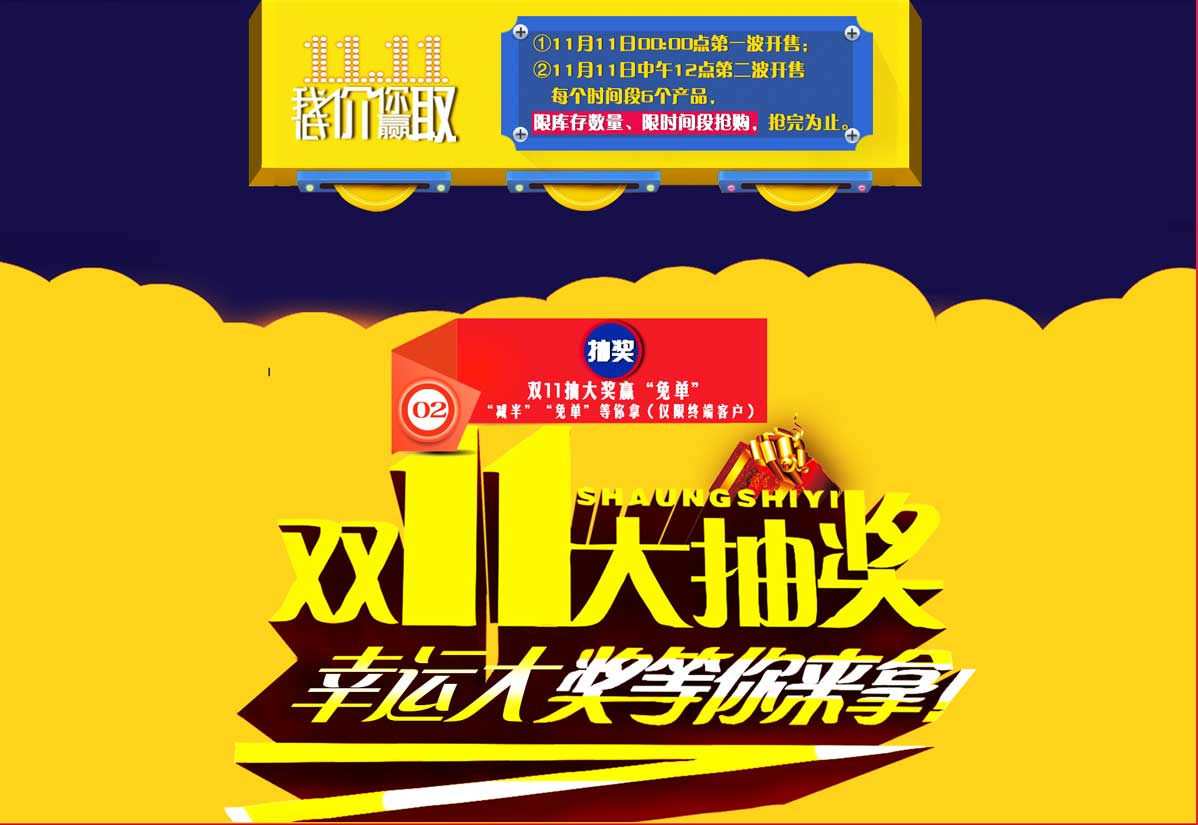 11.11
我低价你赢取
①11月11日00:00点第一波开售；
②11月11日中午12点第二波开售
每个时间段6个产品，
限库存数量、限时间段抢购，抢完为止。
抽奖
双11抽大奖赢“免单”
“减半”“免单”等你拿（仅限终端客户）
02
SHAUNGSHIYI
双11大抽奖
幸运大奖等你来拿!